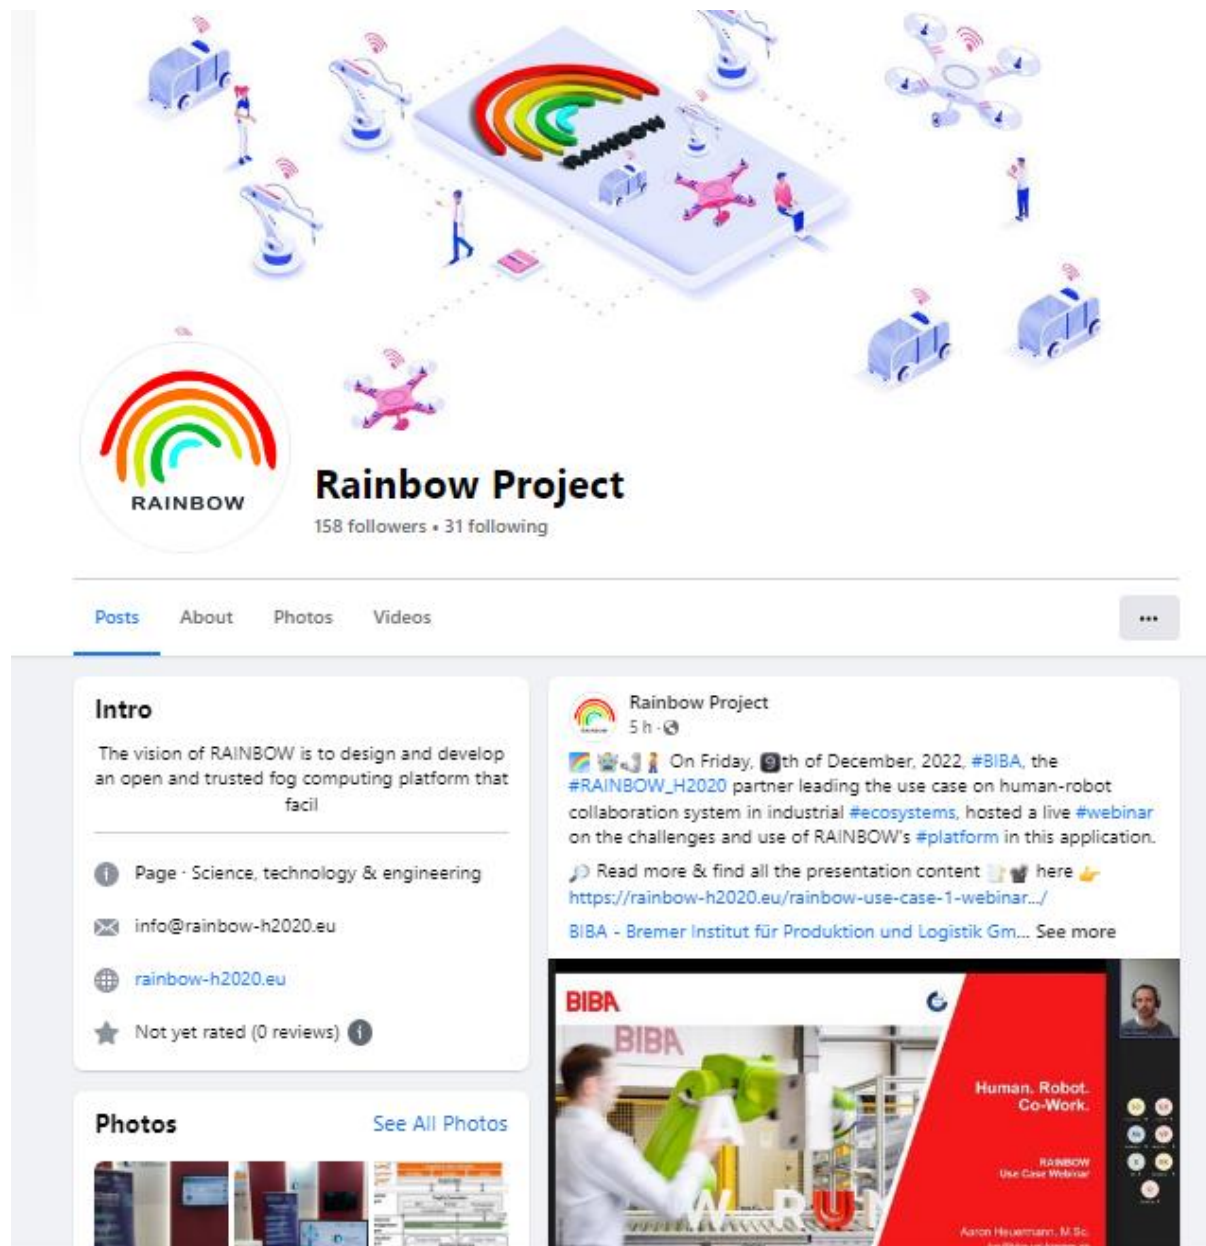 RAINBOW
RAINBOW
Rainbow Project
158 followers • 31 following
Posts About Photos Videos
Intro
The vision of RAINBOW is to design and develop
an open and trusted fog computing platform that
facil
Page · Science, technology & engineering
info@rainbow-h2020.eu
rainbow-h2020.eu
Not yet rated (0 reviews)
Photos See All Photos
Rainbow Project
5 h ·
On Friday, 9th of December, 2022, #BIBA, the
#RAINBOW_H2020 partner leading the use case on human-robot
collaboration system in industrial #ecosystems, hosted a live #webinar
on the challenges and use of RAINBOW's #platform in this application.
Read more & find all the presentation content here
https://rainbow-h2020.eu/rainbow-use-case-1-webinar.../
BIBA - Bremer Institut für Produktion und Logistik Gm... See more
BIBA
BIBA
Human. Robot.
Co-Work.
RAINBOW
Use Case Webinar
Aaron Heuermann, M.Sc.